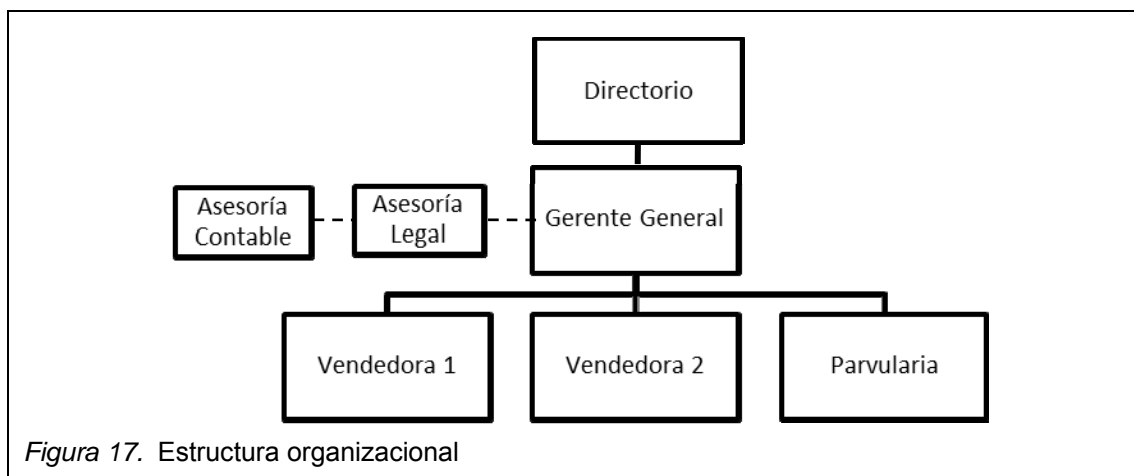 Directorio
Asesoría
Contable
Asesoría
Legal
Gerente General
Vendedora 1
Vendedora 2
Parvularia
Figura 17. Estructura organizacional